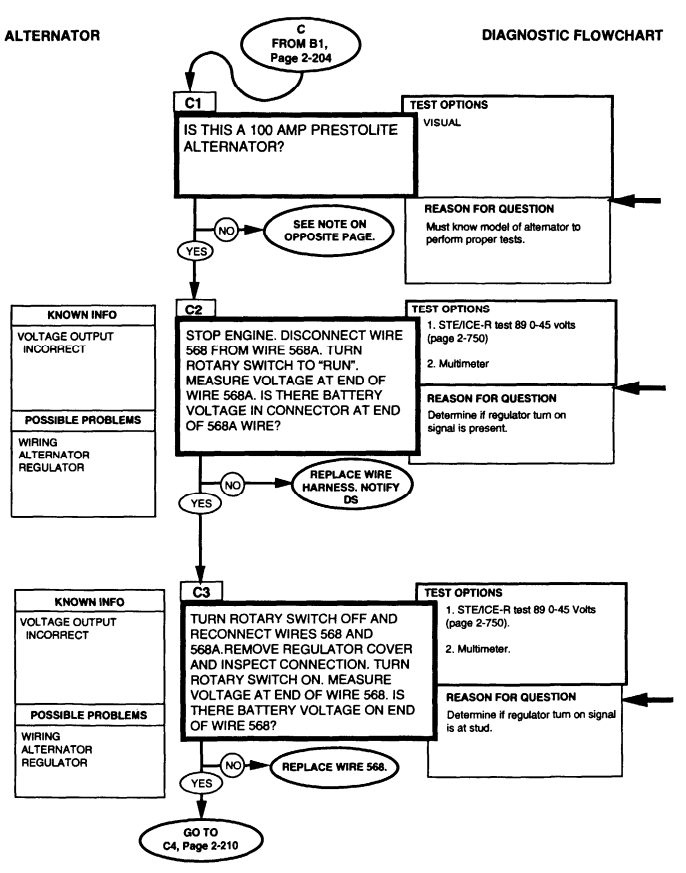 ALTERNATOR
DIAGNOSTIC FLOWCHART
C
FROM B1,
Page 2-204
C1
IS THIS A 100 AMP PRESTOLITE
ALTERNATOR?
TEST OPTIONS
VISUAL
REASON FOR QUESTION
Must know model of alternator to
perform proper tests.
NO
SEE NOTE ON
OPPOSITE PAGE.
YES
KNOWN INFO
VOLTAGE OUTPUT
INCORRECT
POSSIBLE PROBLEMS
WIRING
ALTERNATOR
REGULATOR
C2
STOP ENGINE. DISCONNECT WIRE
568 FROM WIRE 568A. TURN
ROTARY SWITCH TO “RUN”.
MEASURE VOLTAGE AT END OF
WIRE 568A. IS THERE BATTERY
VOLTAGE IN CONNECTOR AT END
OF 568A WIRE?
TEST OPTIONS
1. STE/ICE-R test 89 0-45 volts
(page 2-750)
2. Multimeter
REASON FOR QUESTION
Determine if regulator turn on
signal is present.
NO
REPLACE WIRE
HARNESS. NOTIFY
DS
YES
KNOWN INFO
VOLTAGE OUTPUT
INCORRECT
POSSIBLE PROBLEMS
WIRING
ALTERNATOR
REGULATOR
C3
TURN ROTARY SWITCH OFF AND
RECONNECT WIRES 568 AND
568A.REMOVE REGULATOR COVER
AND INSPECT CONNECTION. TURN
ROTARY SWITCH ON. MEASURE
VOLTAGE AT END OF WIRE 568. IS
THERE BATTERY VOLTAGE ON END
OF WIRE 568?
TEST OPTIONS
1. STE/ICE-R test 89 0-45 Volts
(page 2-750).
2. Multimeter.
REASON FOR QUESTION
Determine if regulator turn on signal
is at stud.
NO
REPLACE WIRE 568.
YES
GO TO
C4, Page 2-210